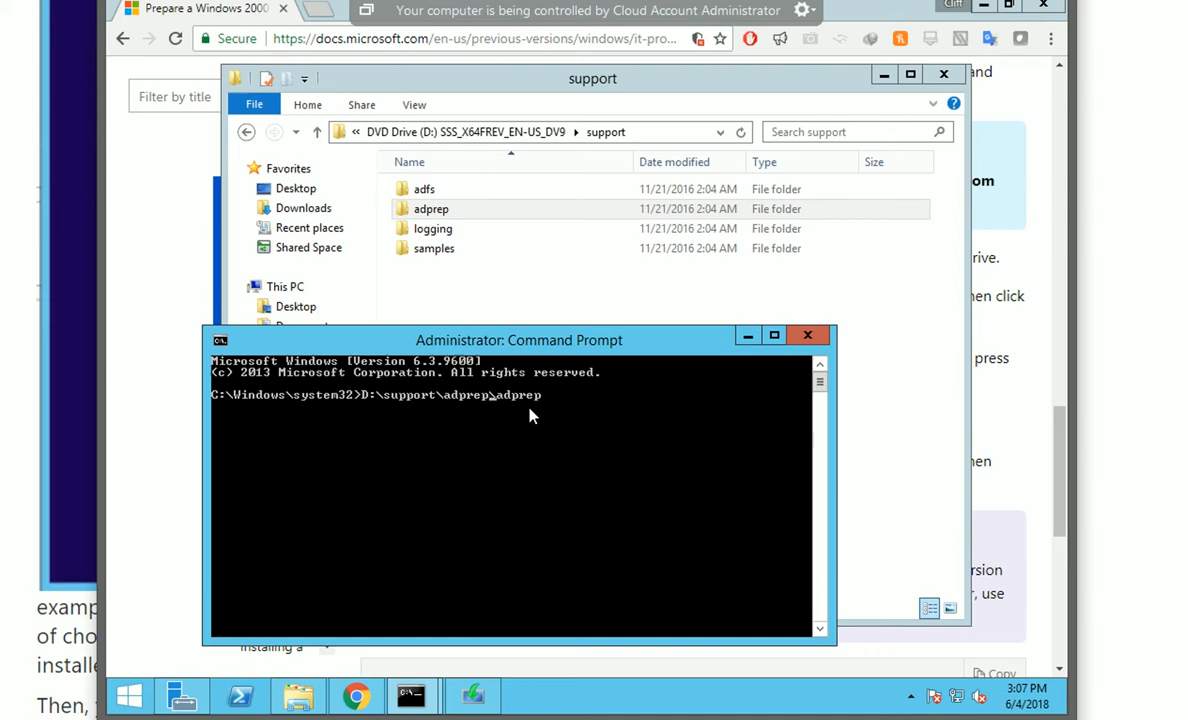 Prepare a Windows 2000
Your computer is being controlled by Cloud Account Administrator
Cliff
Secure
https://docs.microsoft.com/en-us/previous-versions/windows/it-pro...
and
Filter by title
support
File
Home
Share
View
« DVD Drive (D:) SSS_X64FREV_EN-US_DV9
support
Search support
Name
Date modified
Type
Size
Favorites
Desktop
Downloads
Recent places
Shared Space
This PC
Desktop
adfs
11/21/2016 2:04 AM
File folder
adprep
11/21/2016 2:04 AM
File folder
logging
11/21/2016 2:04 AM
File folder
samples
11/21/2016 2:04 AM
File folder
om
rive.
hen click
press
hen
rsion
r, use
Administrator: Command Prompt
Microsoft Windows [Version 6.3.9600]
(c) 2013 Microsoft Corporation. All rights reserved.
C:\Windows\system32>D:\support\adprep\adprep
examp
of cho
installe
Then, y
Installing a
Copy
3:07 PM
6/4/2018